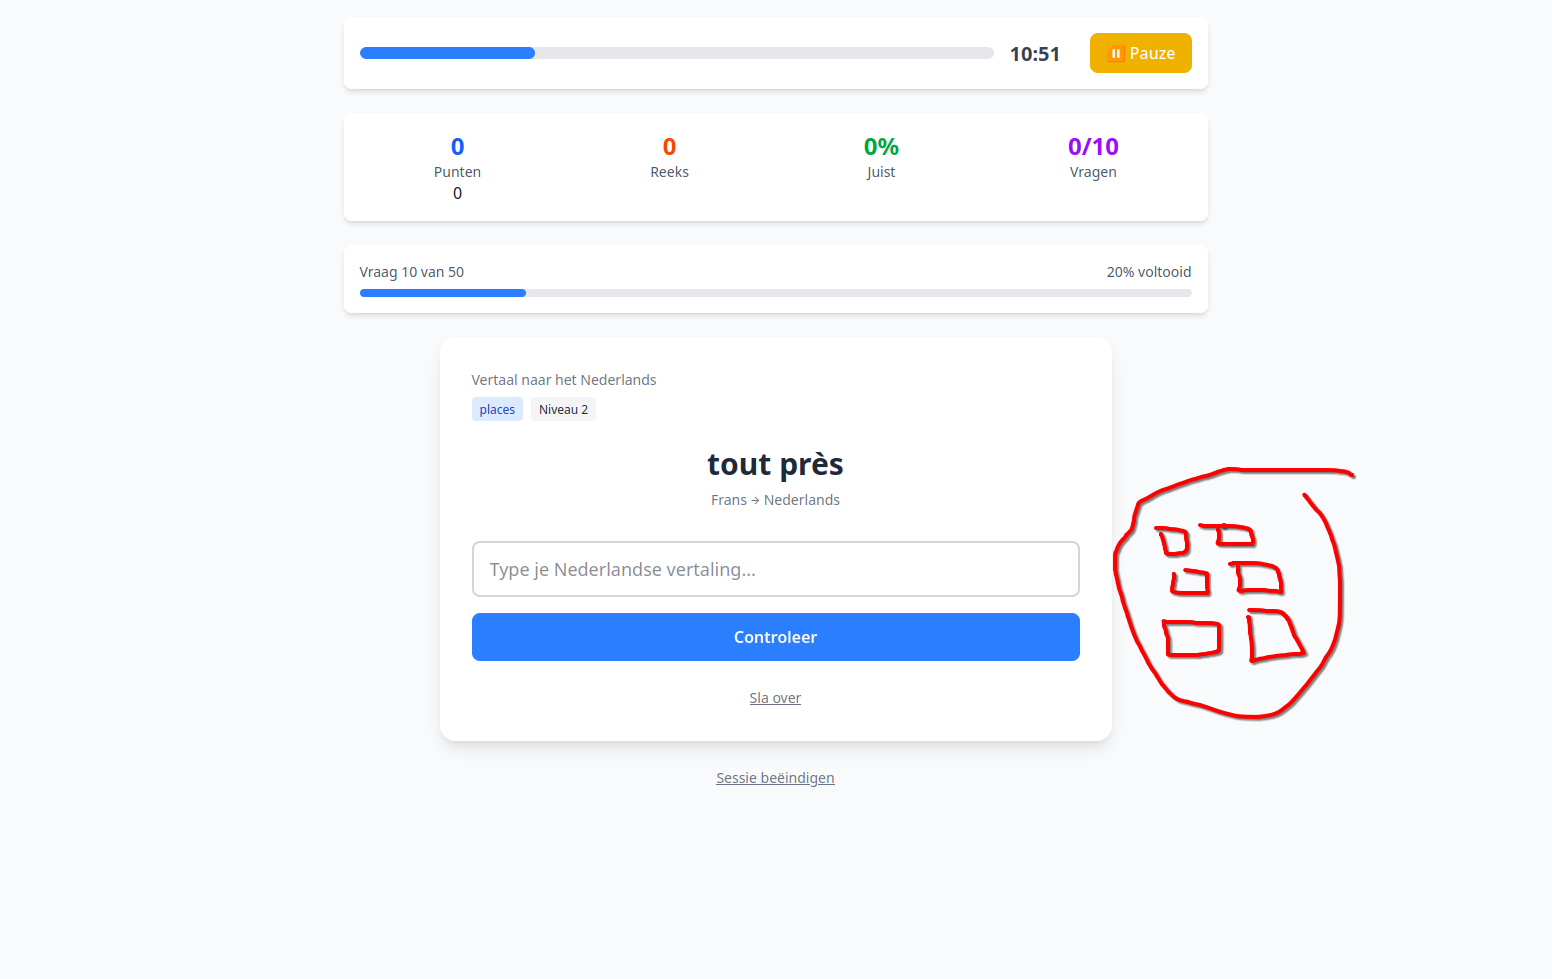 10:51
⏸ Pauze
0
Punten
0
0
Reeks
0%
Juist
0/10
Vragen
Vraag 10 van 50
20% voltooid
Vertaal naar het Nederlands
places Niveau 2
tout près
Frans → Nederlands
Type je Nederlandse vertaling...
Controleer
Sla over
Sessie beëindigen